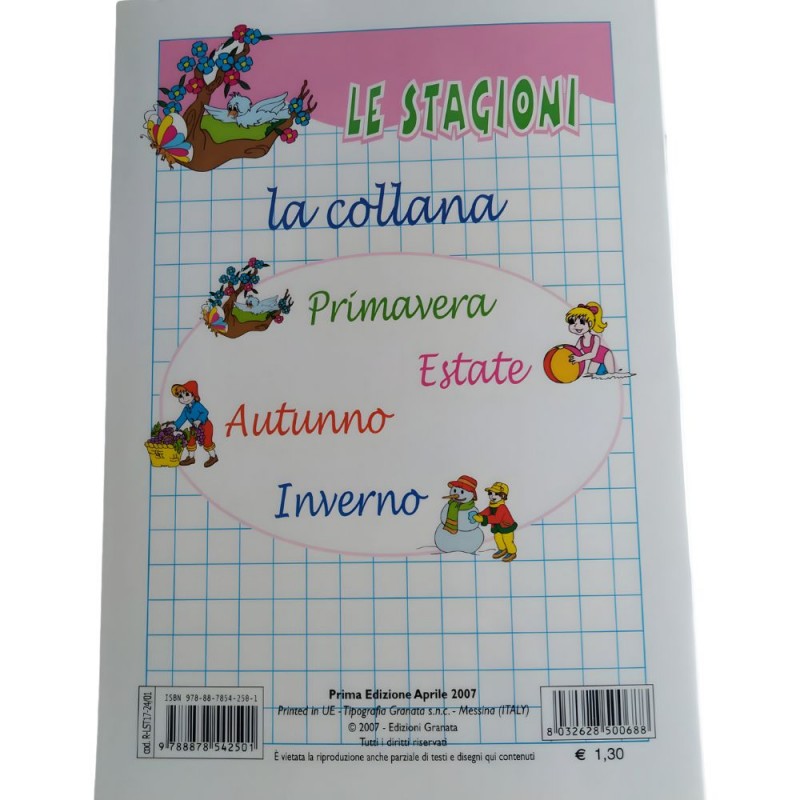 LE STAGIONI
la collana
Primavera
Estate
Autunno
Inverno
cod. R-LST17-24/01
ISBN 978-88-7854-250-1
9 788878 542501
Prima Edizione Aprile 2007
Printed in UE - Tipografia Granata s.n.c. - Messina (ITALY)
© 2007 - Edizioni Granata
Tutti i diritti riservati
È vietata la riproduzione anche parziale di testi e disegni qui contenuti
8 032628 500688
€ 1,30